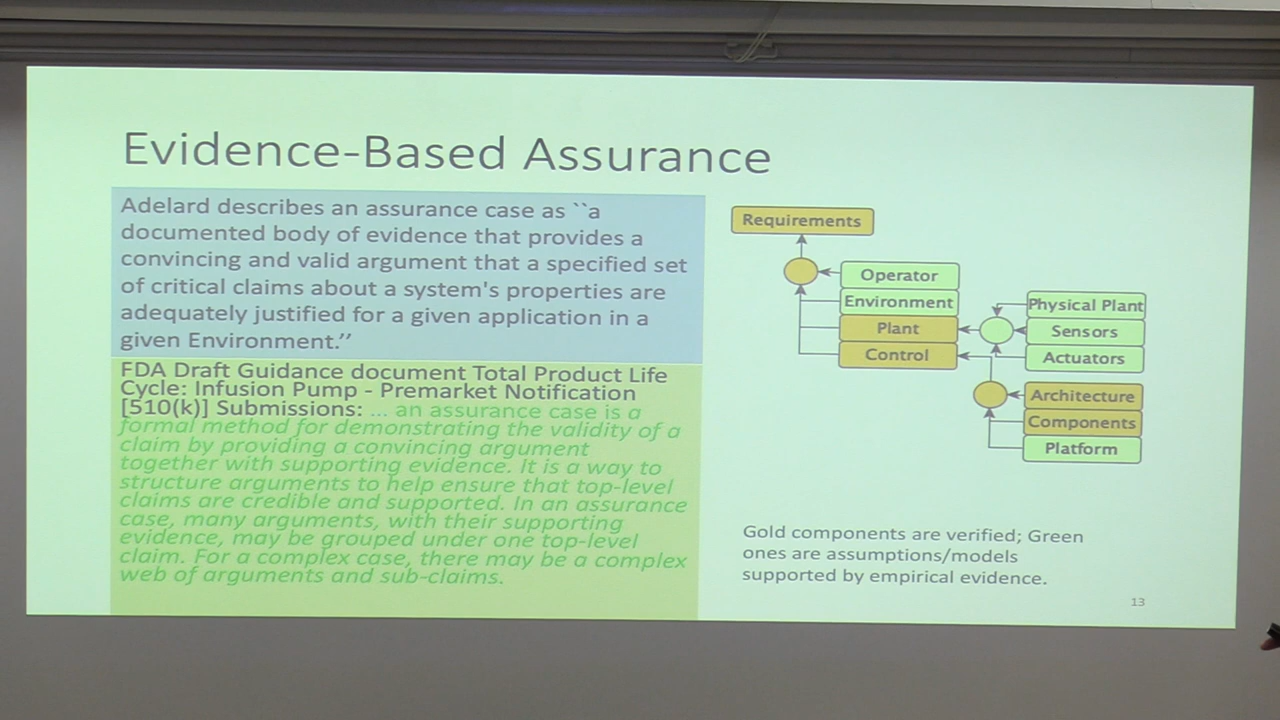 Evidence-Based Assurance
Adelard describes an assurance case as ``a
documented body of evidence that provides a
convincing and valid argument that a specified set
of critical claims about a system's properties are
adequately justified for a given application in a
given Environment.’’
FDA Draft Guidance document Total Product Life
Cycle: Infusion Pump - Premarket Notification
[510(k)] Submissions: ... an assurance case is a
formal method for demonstrating the validity of a
claim by providing a convincing argument
together with supporting evidence. It is a way to
structure arguments to help ensure that top-level
claims are credible and supported. In an assurance
case, many arguments, with their supporting
evidence, may be grouped under one top-level
claim. For a complex case, there may be a complex
web of arguments and sub-claims.
Requirements
Operator
Environment
Plant
Control
Physical Plant
Sensors
Actuators
Architecture
Components
Platform
Gold components are verified; Green
ones are assumptions/models
supported by empirical evidence.
13